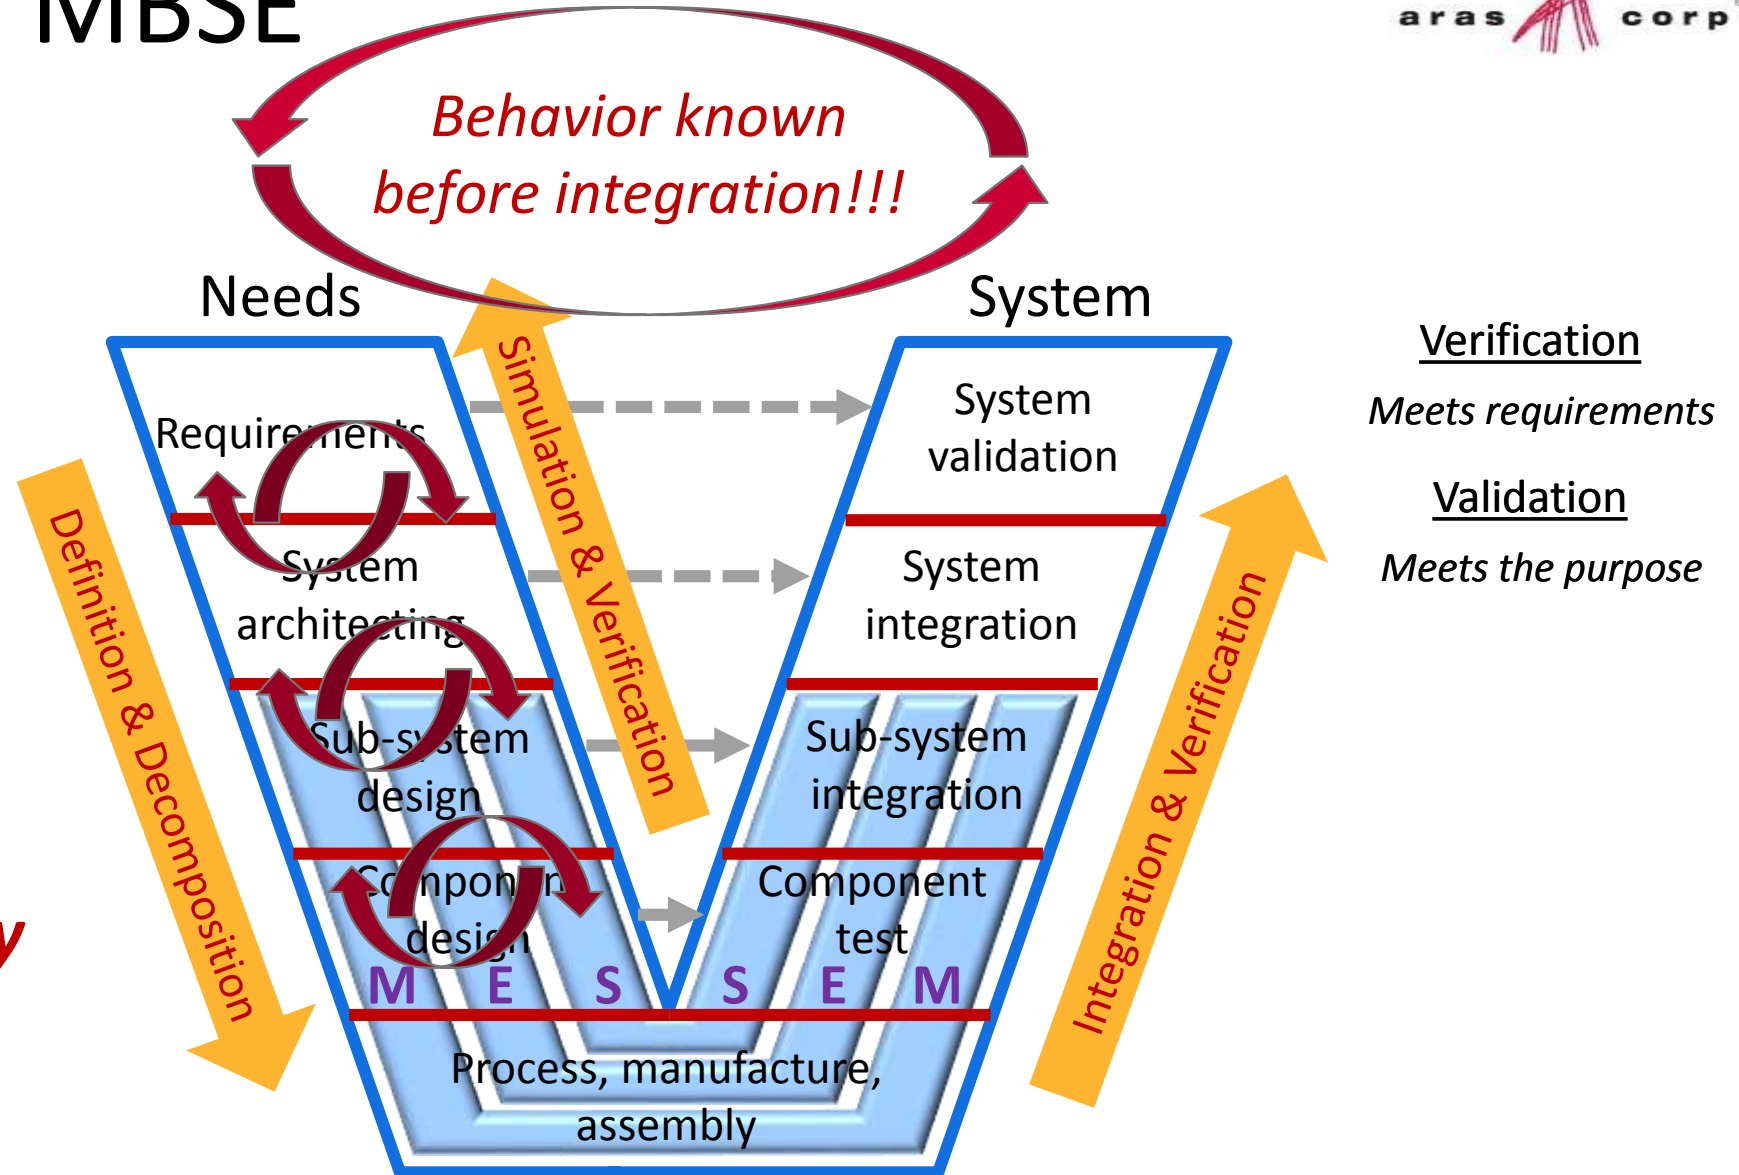 MBSE
aras corp
Behavior known
before integration!!!
Needs
System
Verification
Meets requirements
Validation
Meets the purpose
Simulation & Verification
Definition & Decomposition
Integration & Verification
Requirements
System
validation
System
architecting
System
integration
Sub-system
design
Sub-system
integration
Component
design
Component
test
M E S S E M
Process, manufacture,
assembly
y